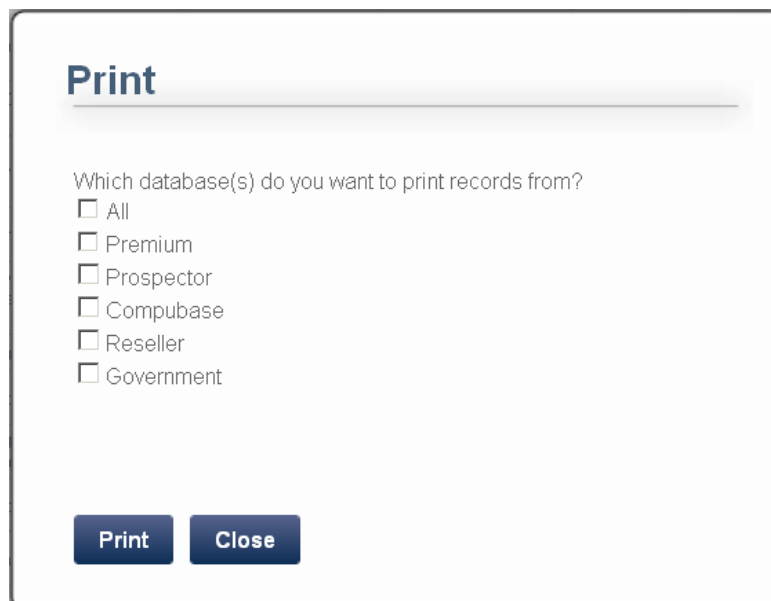 Print
Which database(s) do you want to print records from?
All
Premium
Prospector
Compubase
Reseller
Government
Print
Close